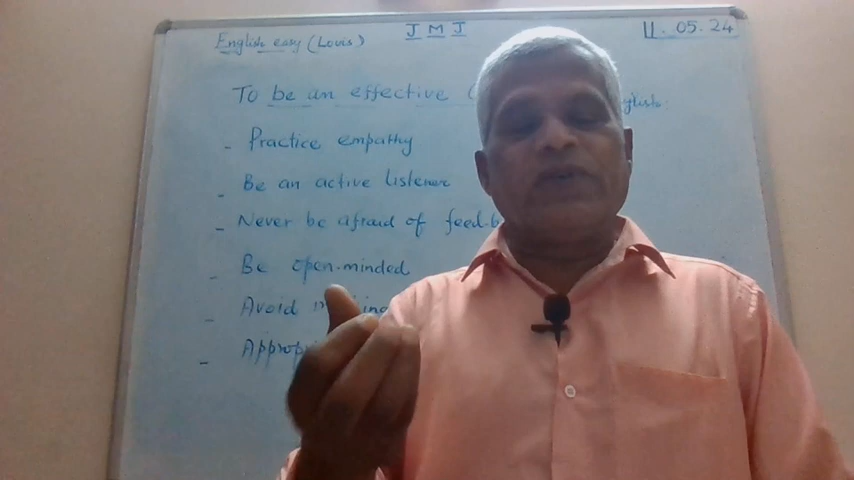 English easy (Louis)
J M J
11.05.24
To be an effective
- Practice empathy
- Be an active listener
- Never be afraid of feed-b
- Be open-minded
- Avoid
-